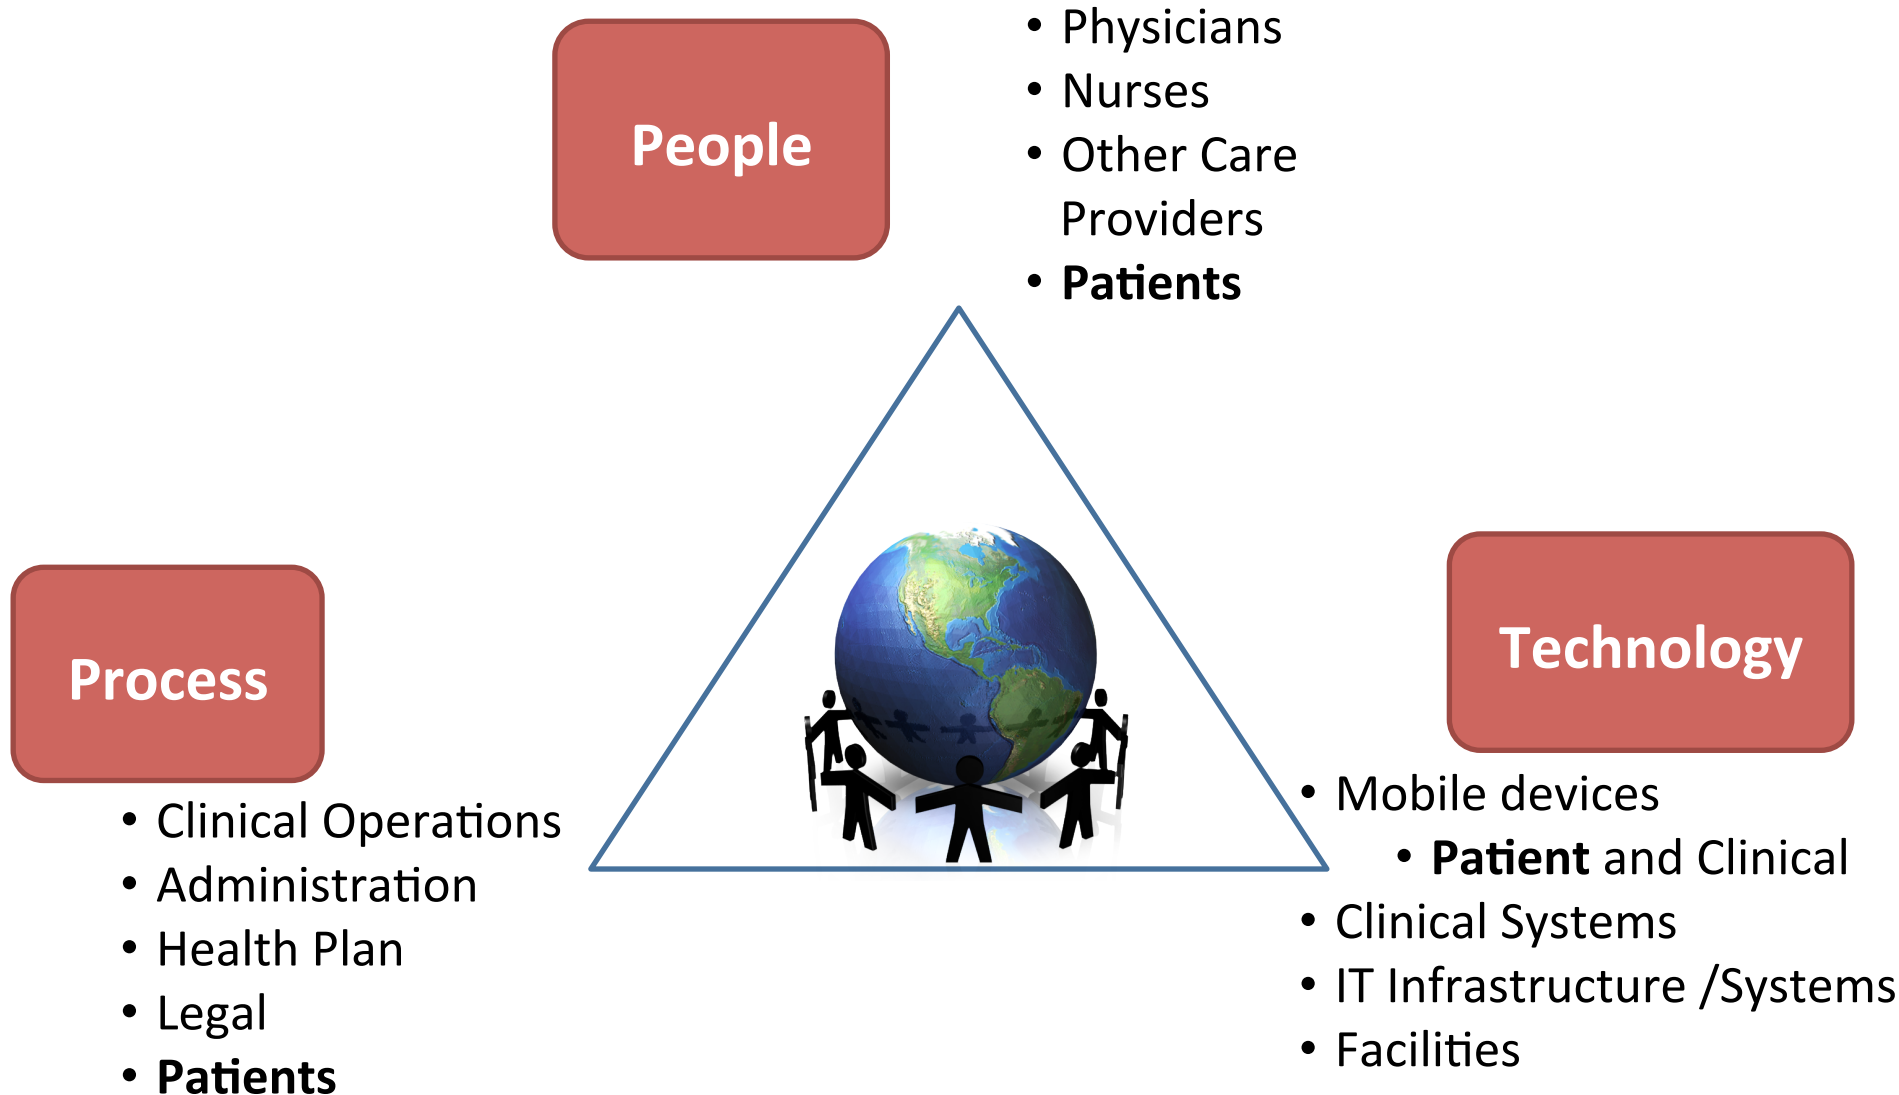 People
• Physicians
• Nurses
• Other Care
Providers
• Patients
Process
• Clinical Operations
• Administration
• Health Plan
• Legal
• Patients
Technology
• Mobile devices
• Patient and Clinical
• Clinical Systems
• IT Infrastructure /Systems
• Facilities